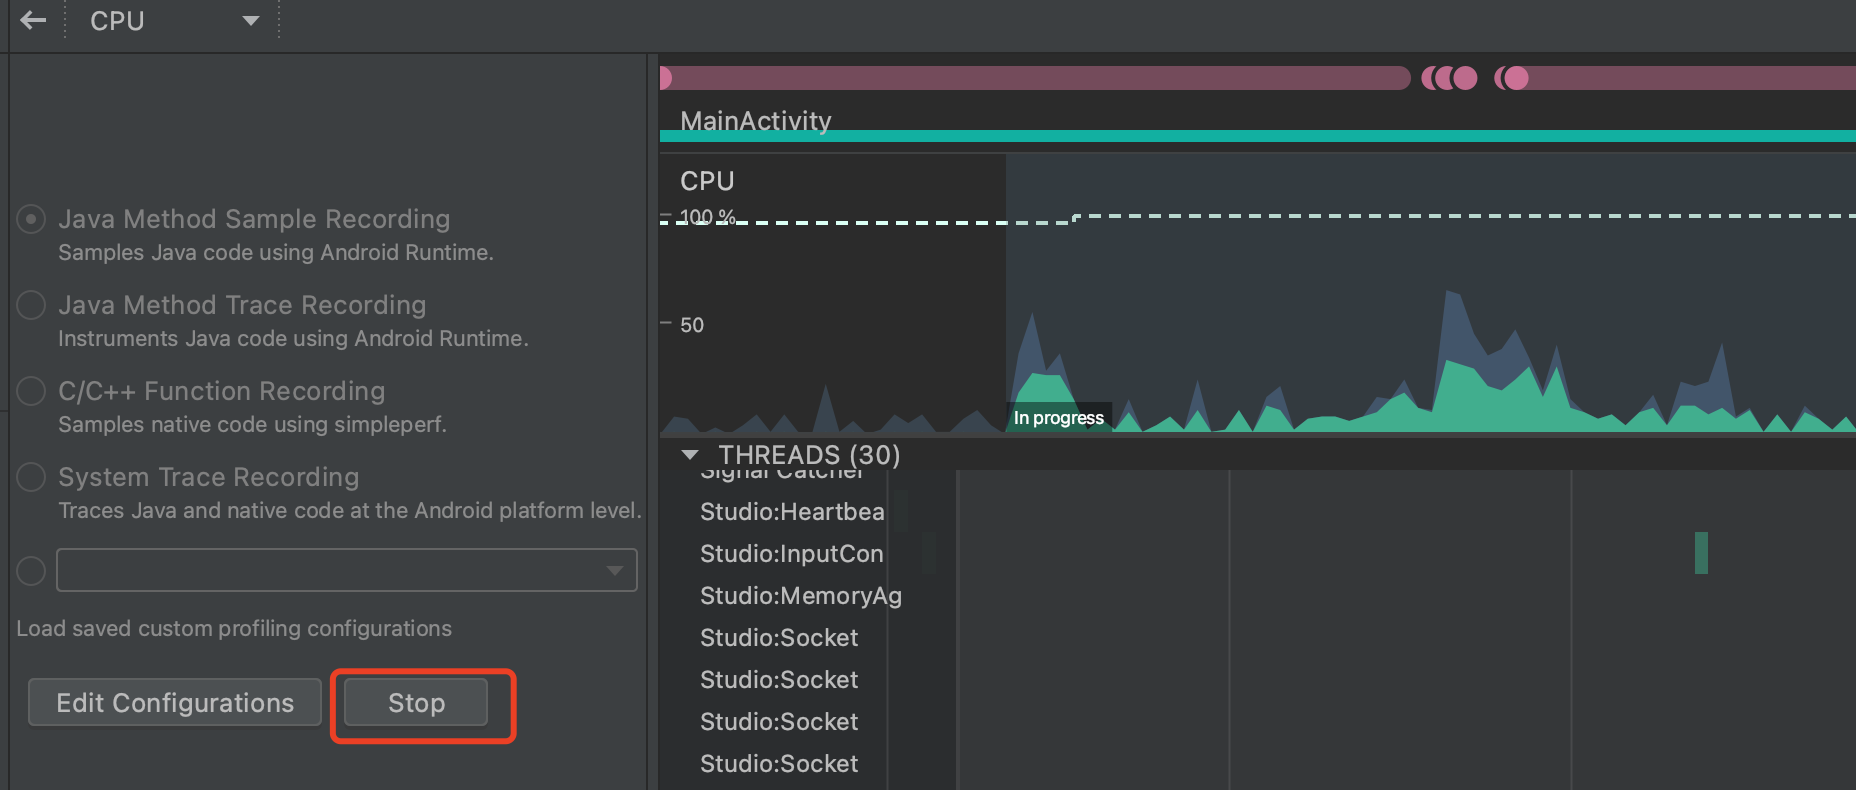 CPU
Java Method Sample Recording
Samples Java code using Android Runtime.
Java Method Trace Recording
Instruments Java code using Android Runtime.
C/C++ Function Recording
Samples native code using simpleperf.
System Trace Recording
Traces Java and native code at the Android platform level.
Load saved custom profiling configurations
Edit Configurations
Stop
MainActivity
CPU
100 %
50
In progress
THREADS (30)
Signal Catcher
Studio:Heartbea
Studio:InputCon
Studio:MemoryAg
Studio:Socket
Studio:Socket
Studio:Socket
Studio:Socket